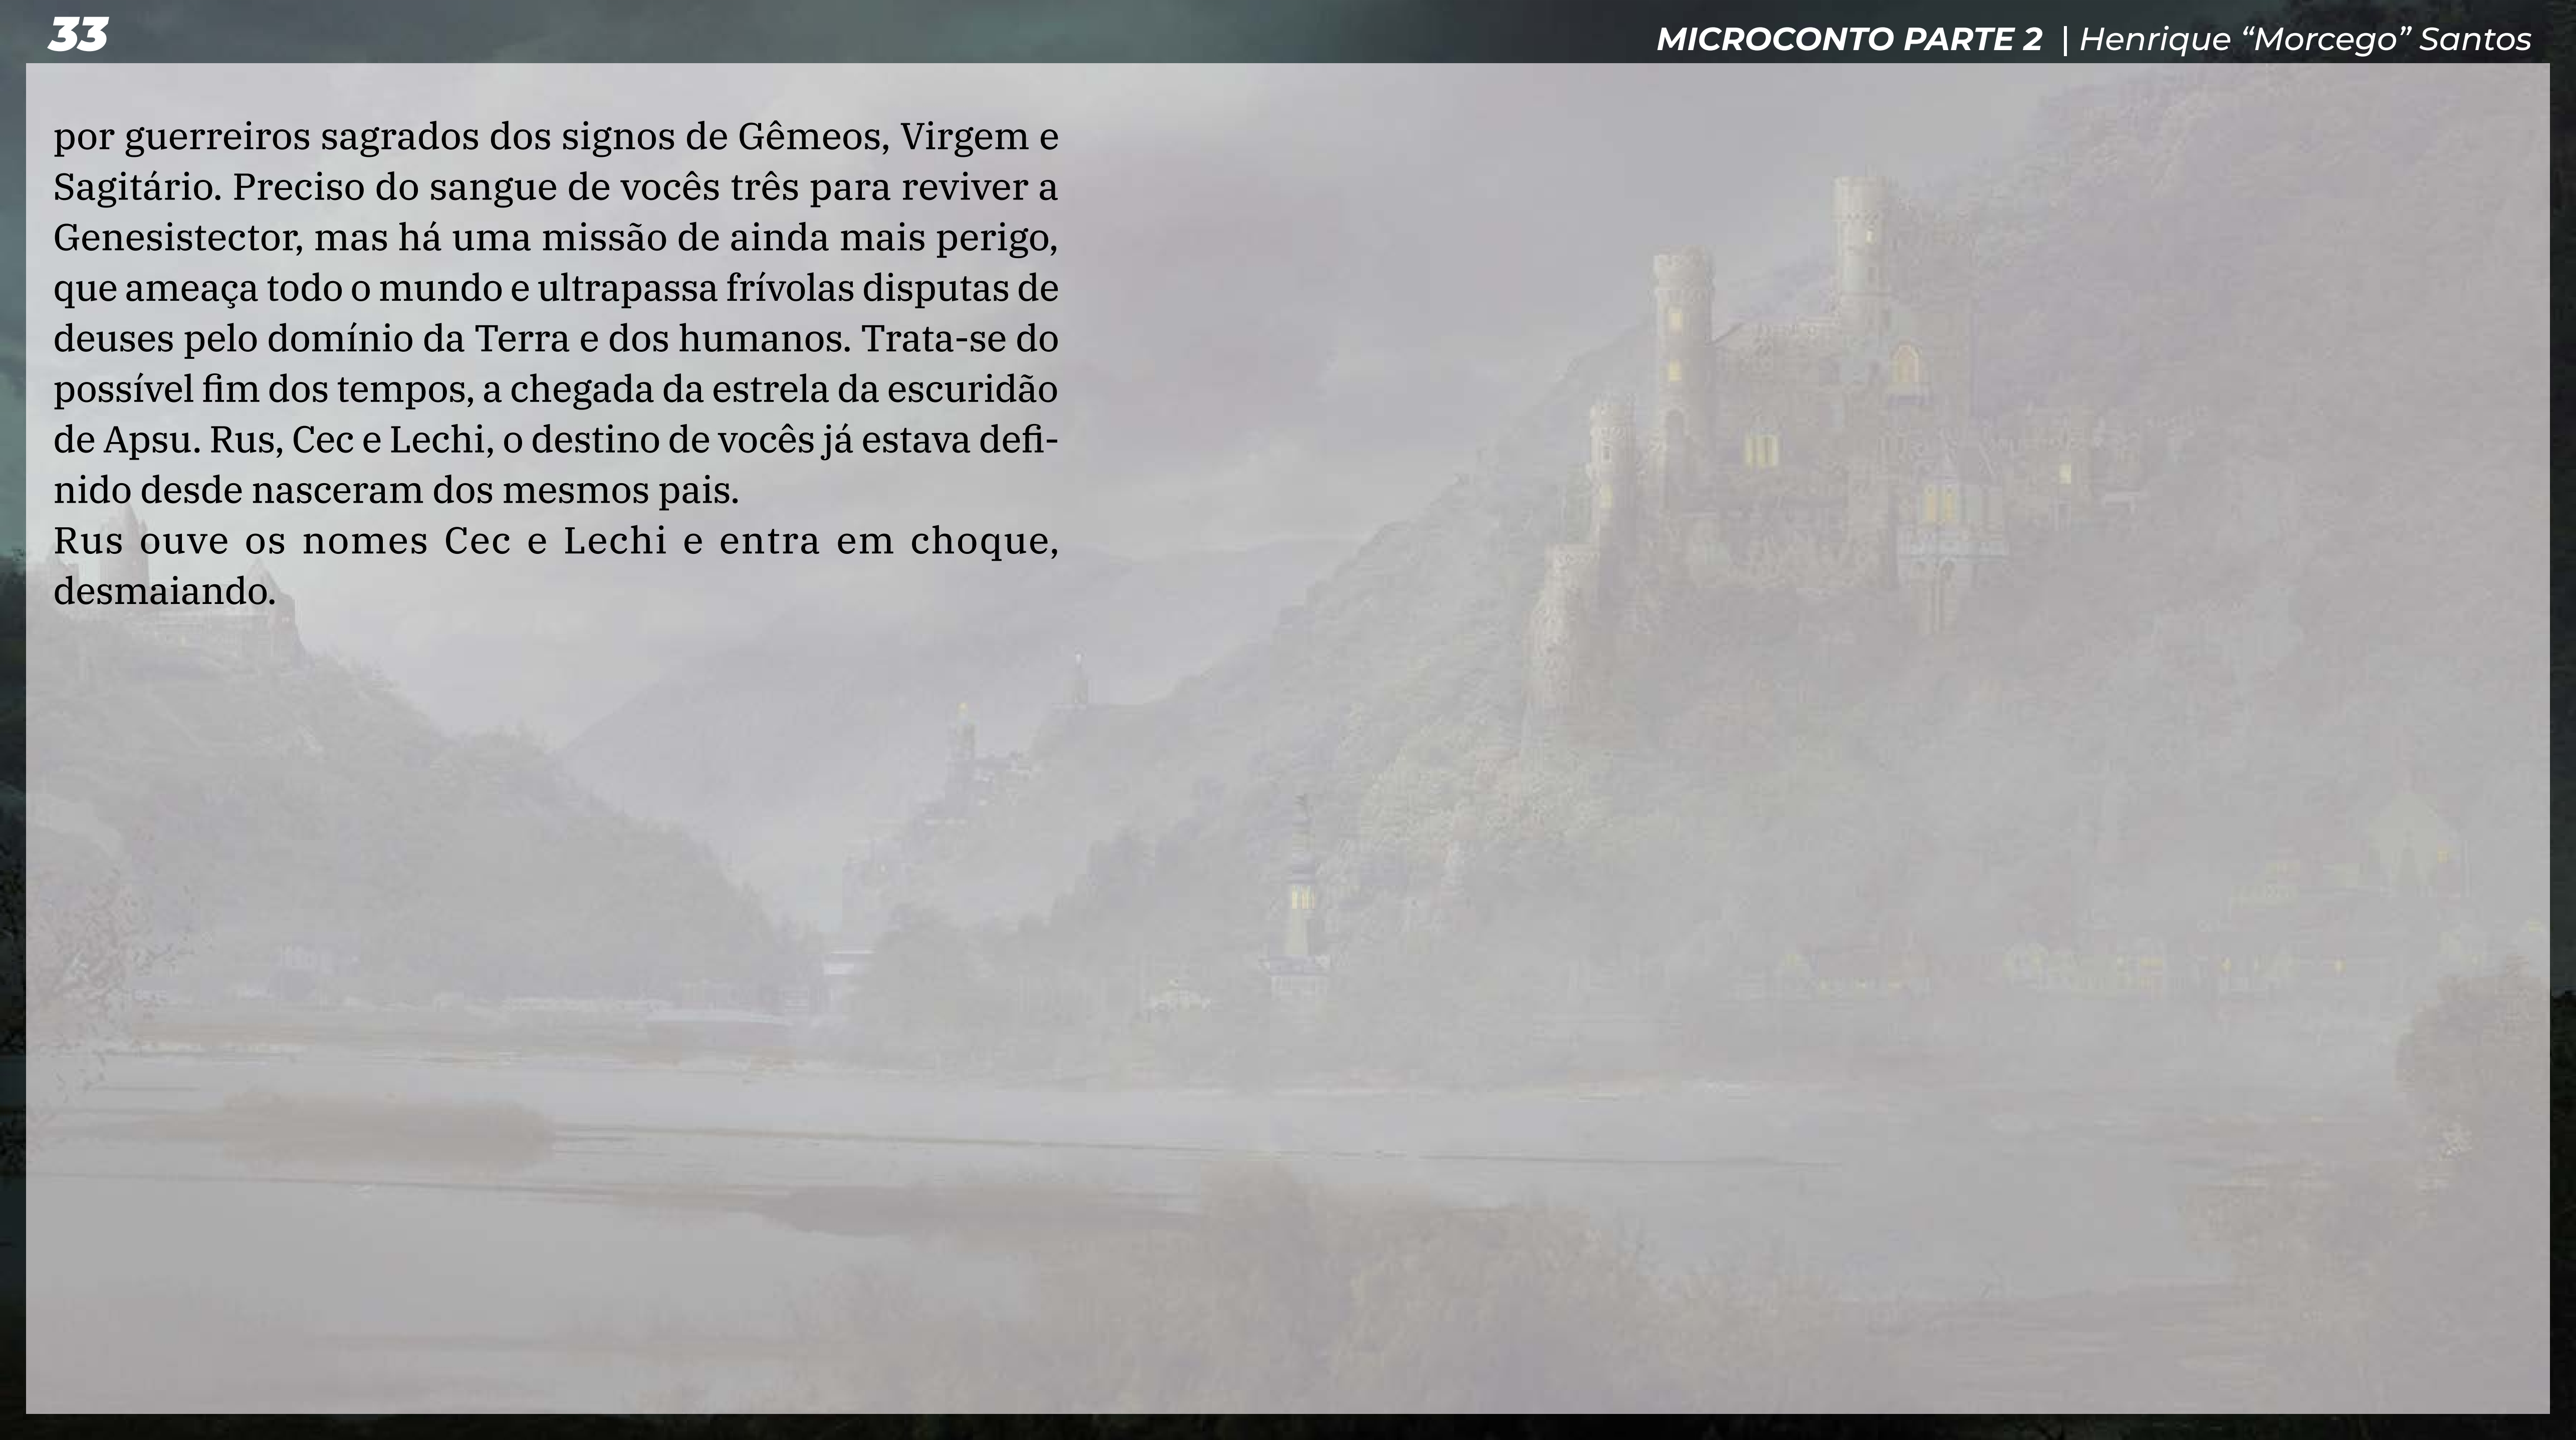 33
MICROCONTO PARTE 2 | Henrique “Morcego” Santos
por guerreiros sagrados dos signos de Gêmeos, Virgem e
Sagitário. Preciso do sangue de vocês três para reviver a
Genesistector, mas há uma missão de ainda mais perigo,
que ameaça todo o mundo e ultrapassa frívolas disputas de
deuses pelo domínio da Terra e dos humanos. Trata-se do
possível fim dos tempos, a chegada da estrela da escuridão
de Apsu. Rus, Cec e Lechi, o destino de vocês já estava defi-
nido desde nasceram dos mesmos pais.
Rus ouve os nomes Cec e Lechi e entra em choque,
desmaiando.